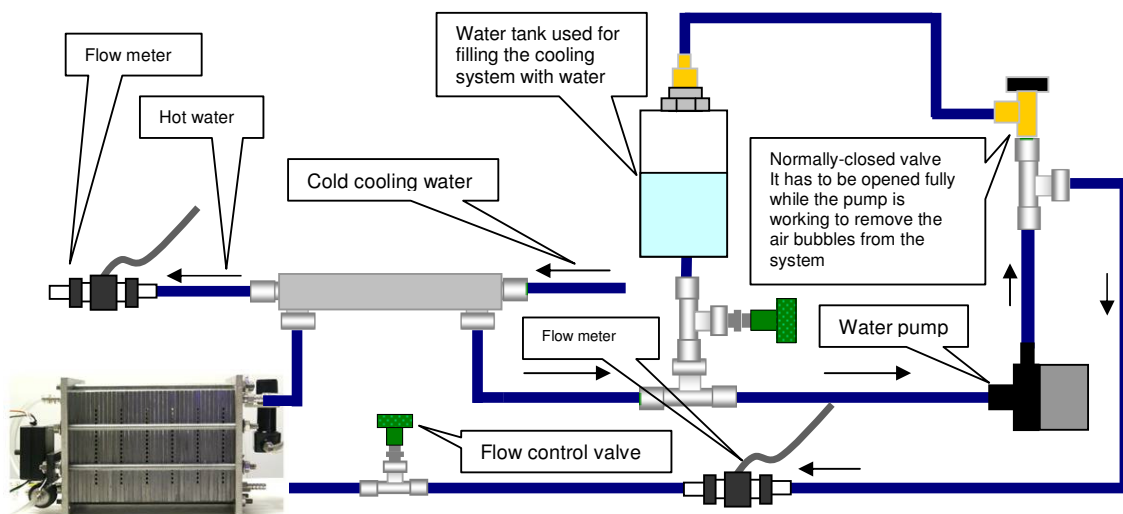 Flow meter
Hot water
Cold cooling water
Water tank used for
filling the cooling
system with water
Normally-closed valve
It has to be opened fully
while the pump is
working to remove the
air bubbles from the
system
Flow meter
Water pump
Flow control valve